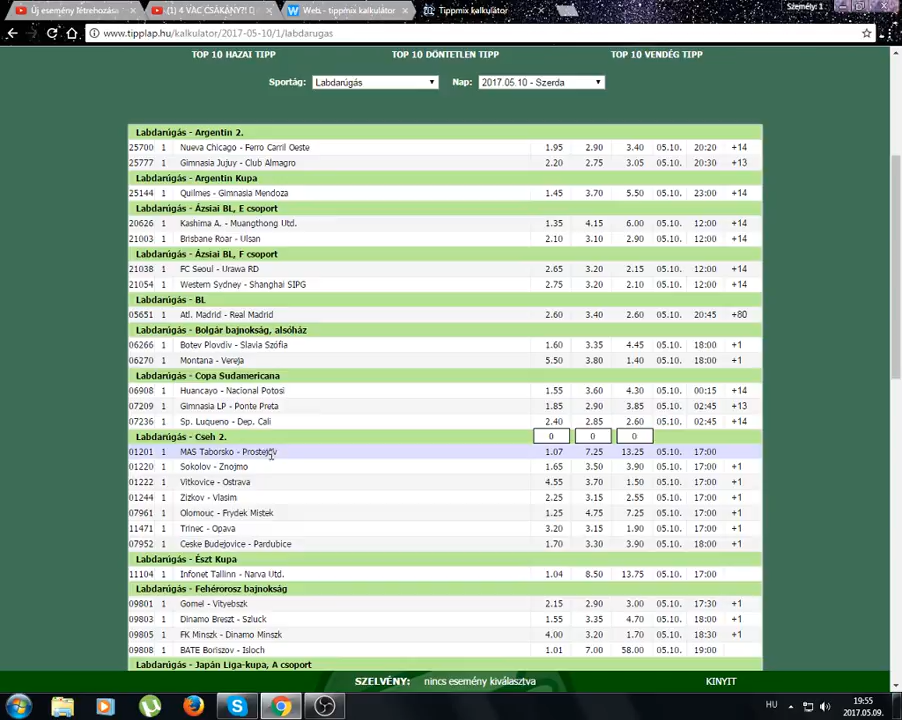 Új esemény létrehozása
(1) 4 VAC CSÁKÁNY?! D
Web. - tippmix kalkulátor
Tippmix kalkulátor
Személy: 1
www.tipplap.hu/kalkulator/2017-05-10/1/labdarugas
TOP 10 HAZAI TIPP TOP 10 DÖNTETLEN TIPP TOP 10 VENDÉG TIPP
Sportág: Labdarúgás Nap: 2017.05.10 - Szerda
Labdarúgás - Argentin 2.
25700 1 Nueva Chicago - Ferro Carril Oeste 1.95 2.90 3.40 05.10. 20:20 +14
25777 1 Gimnasia Jujuy - Club Almagro 2.20 2.75 3.05 05.10. 20:30 +13
Labdarúgás - Argentin Kupa
25144 1 Quilmes - Gimnasia Mendoza 1.45 3.70 5.50 05.10. 23:00 +14
Labdarúgás - Ázsiai BL, E csoport
20626 1 Kashima A. - Muangthong Utd. 1.35 4.15 6.00 05.10. 12:00 +14
21003 1 Brisbane Roar - Ulsan 2.10 3.10 2.90 05.10. 12:00 +14
Labdarúgás - Ázsiai BL, F csoport
21038 1 FC Seoul - Urawa RD 2.65 3.20 2.15 05.10. 12:00 +14
21054 1 Western Sydney - Shanghai SIPG 2.75 3.20 2.10 05.10. 12:00 +14
Labdarúgás - BL
05651 1 Atl. Madrid - Real Madrid 2.60 3.40 2.60 05.10. 20:45 +80
Labdarúgás - Bolgár bajnokság, alsóház
06266 1 Botev Plovdiv - Slavia Szófia 1.60 3.35 4.45 05.10. 18:00 +1
06270 1 Montana - Vereja 5.50 3.80 1.40 05.10. 18:00 +1
Labdarúgás - Copa Sudamericana
06908 1 Huancayo - Nacional Potosi 1.55 3.60 4.30 05.10. 00:15 +14
07209 1 Gimnasia LP - Ponte Preta 1.85 2.90 3.85 05.10. 02:45 +13
07236 1 Sp. Luqueno - Dep. Cali 2.40 2.85 2.60 05.10. 02:45 +14
Labdarúgás - Cseh 2. 0 0 0
01201 1 MAS Taborsko - Prostejov 1.07 7.25 13.25 05.10. 17:00
01220 1 Sokolov - Znojmo 1.65 3.50 3.90 05.10. 17:00 +1
01222 1 Vitkovice - Ostrava 4.55 3.70 1.50 05.10. 17:00 +1
01244 1 Zizkov - Vlasim 2.25 3.15 2.55 05.10. 17:00 +1
07961 1 Olomouc - Frydek Mistek 1.25 4.75 7.25 05.10. 17:00 +1
11471 1 Trinec - Opava 3.20 3.15 1.90 05.10. 17:00 +1
07952 1 Ceske Budejovice - Pardubice 1.70 3.30 3.90 05.10. 18:00 +1
Labdarúgás - Észt Kupa
11104 1 Infonet Tallinn - Narva Utd. 1.04 8.50 13.75 05.10. 17:00
Labdarúgás - Fehérorosz bajnokság
09801 1 Gomel - Vityebszk 2.15 2.90 3.00 05.10. 17:30 +1
09803 1 Dinamo Breszt - Szluck 1.55 3.35 4.70 05.10. 18:00 +1
09805 1 FK Minszk - Dinamo Minszk 4.00 3.20 1.70 05.10. 18:30 +1
09808 1 BATE Boriszov - Isloch 1.01 7.00 58.00 05.10. 19:00
Labdarúgás - Japán Liga-kupa, A csoport
SZELVÉNY: nincs esemény kiválasztva KINYIT
HU 19:55
2017.05.09.